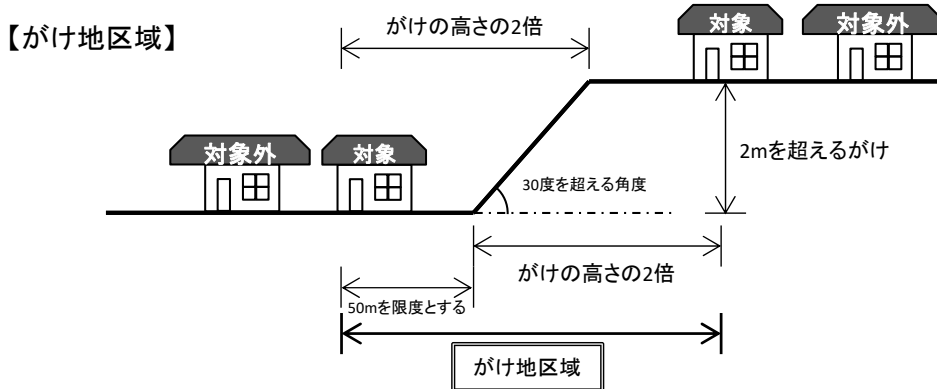 【がけ地区域】
がけの高さの2倍
対象
対象外
対象外
対象
2mを超えるがけ
30度を超える角度
がけの高さの2倍
50mを限度とする
がけ地区域